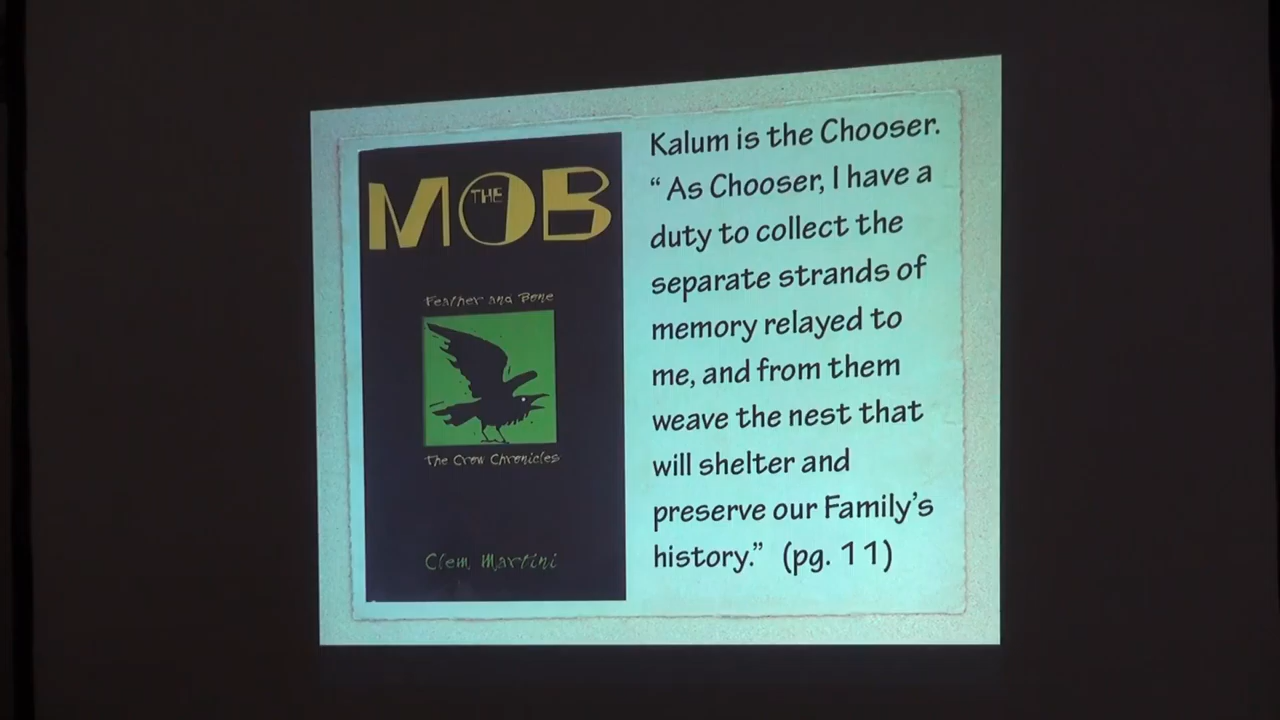 THE
MOB
Feather and Bone
The Crow Chronicles
Clem Martini
Kalum is the Chooser.
“ As Chooser, I have a
duty to collect the
separate strands of
memory relayed to
me, and from them
weave the nest that
will shelter and
preserve our Family’s
history.” (pg. 11)